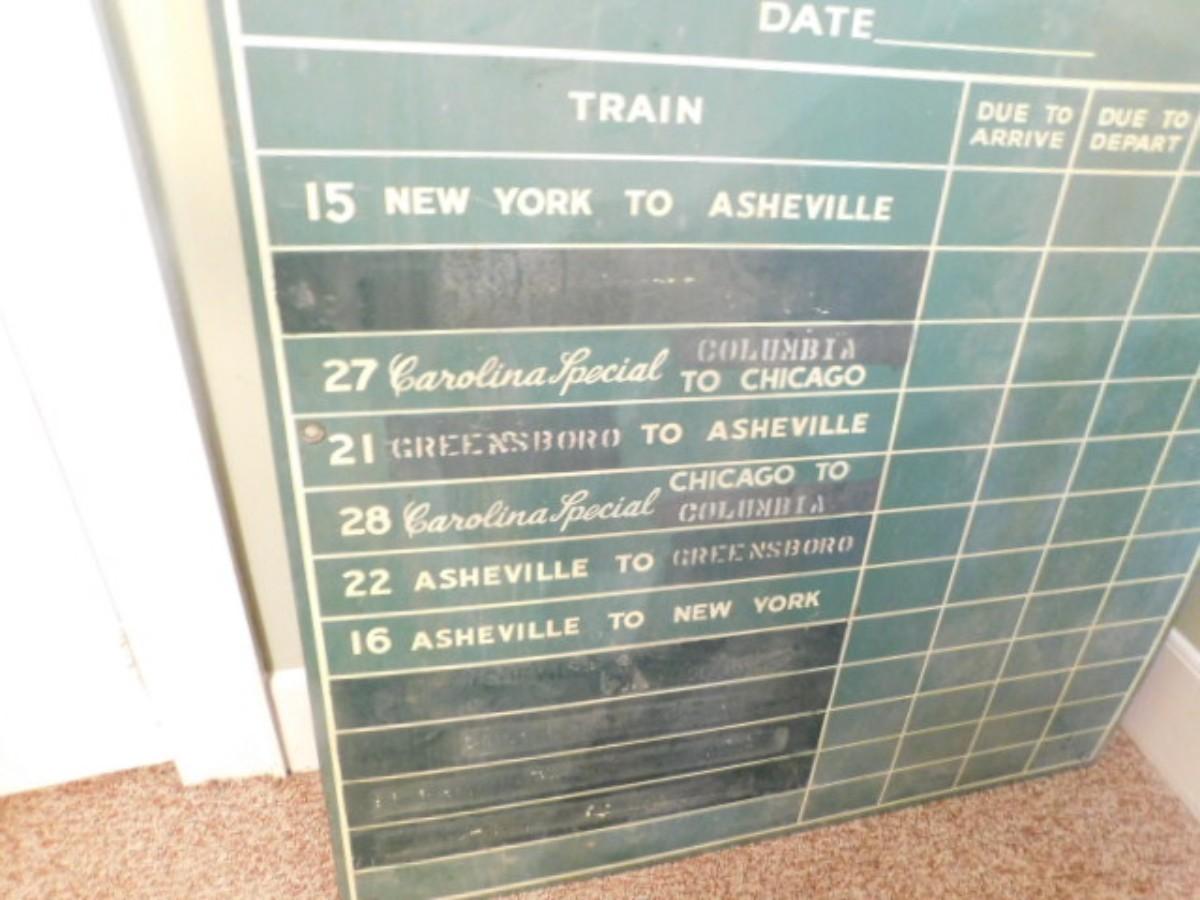 DATE
TRAIN DUE TO ARRIVE DUE TO DEPART
15 NEW YORK TO ASHEVILLE
27 Carolina Special COLUMBIA
TO CHICAGO
21 GREENSBORO TO ASHEVILLE
28 Carolina Special CHICAGO TO
COLUMBIA
22 ASHEVILLE TO GREENSBORO
16 ASHEVILLE TO NEW YORK